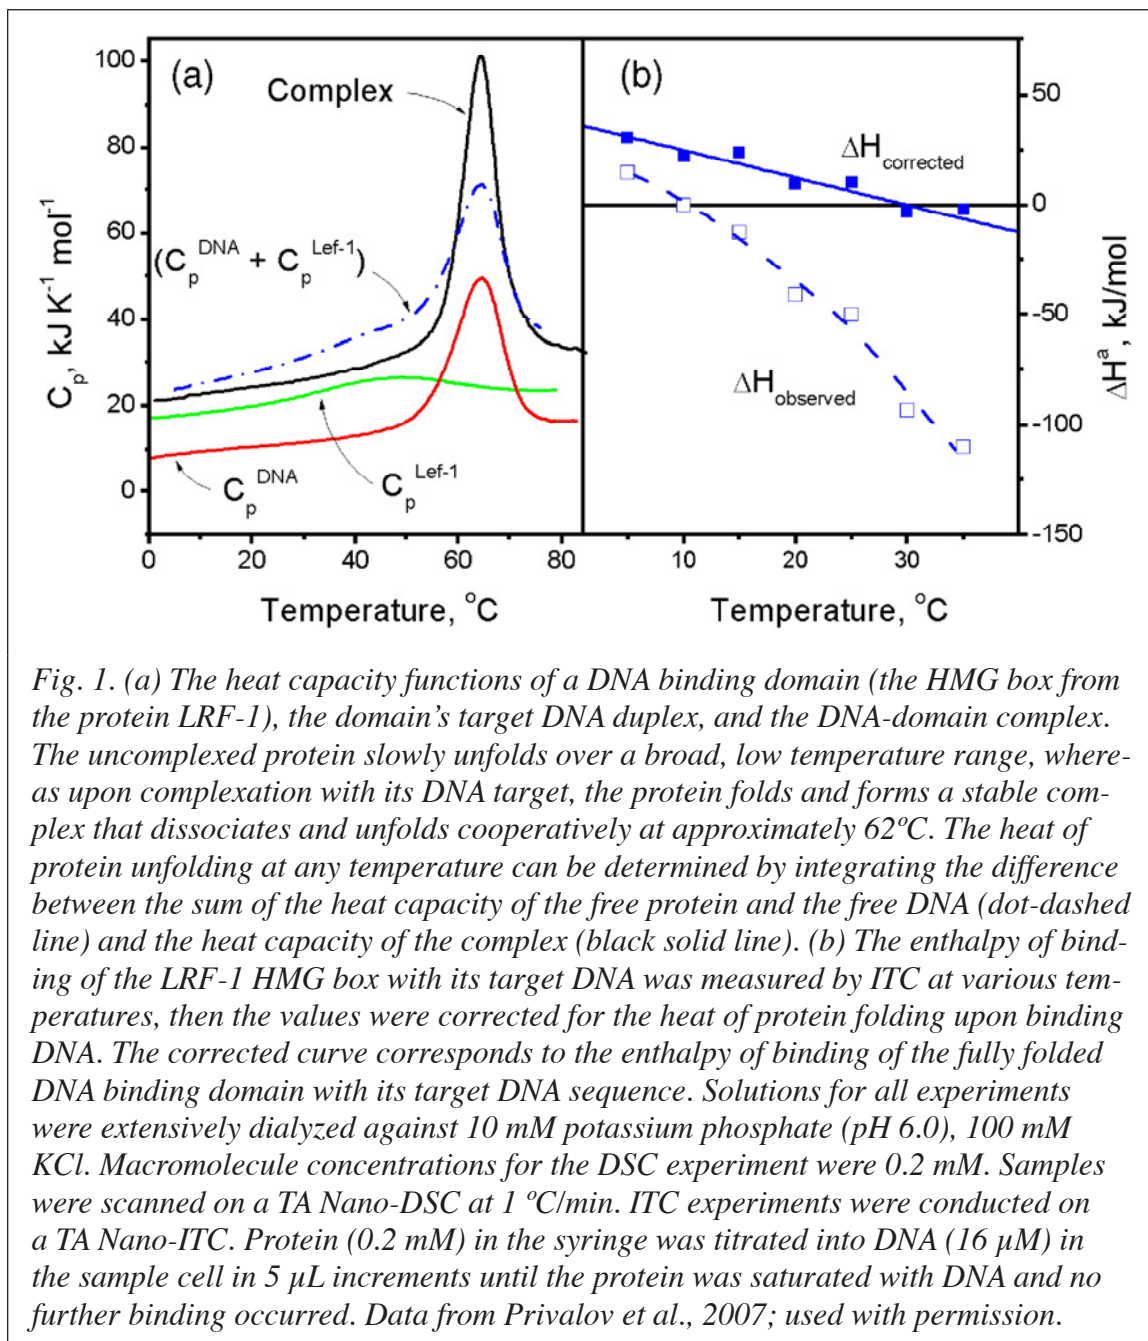 (a)
(b)
100
80
60
40
20
0
C_p, kJ K^-1 mol^-1
Complex
(C_p^DNA + C_p^Lef-1)
C_p^DNA
C_p^Lef-1
0 20 40 60 80
Temperature, °C
ΔH_corrected
ΔH_observed
50
0
-50
-100
-150
ΔH^a, kJ/mol
10 20 30
Temperature, °C
Fig. 1. (a) The heat capacity functions of a DNA binding domain (the HMG box from
the protein LRF-1), the domain's target DNA duplex, and the DNA-domain complex.
The uncomplexed protein slowly unfolds over a broad, low temperature range, where-
as upon complexation with its DNA target, the protein folds and forms a stable com-
plex that dissociates and unfolds cooperatively at approximately 62ºC. The heat of
protein unfolding at any temperature can be determined by integrating the difference
between the sum of the heat capacity of the free protein and the free DNA (dot-dashed
line) and the heat capacity of the complex (black solid line). (b) The enthalpy of bind-
ing of the LRF-1 HMG box with its target DNA was measured by ITC at various tem-
peratures, then the values were corrected for the heat of protein folding upon binding
DNA. The corrected curve corresponds to the enthalpy of binding of the fully folded
DNA binding domain with its target DNA sequence. Solutions for all experiments
were extensively dialyzed against 10 mM potassium phosphate (pH 6.0), 100 mM
KCl. Macromolecule concentrations for the DSC experiment were 0.2 mM. Samples
were scanned on a TA Nano-DSC at 1 ºC/min. ITC experiments were conducted on
a TA Nano-ITC. Protein (0.2 mM) in the syringe was titrated into DNA (16 µM) in
the sample cell in 5 µL increments until the protein was saturated with DNA and no
further binding occurred. Data from Privalov et al., 2007; used with permission.